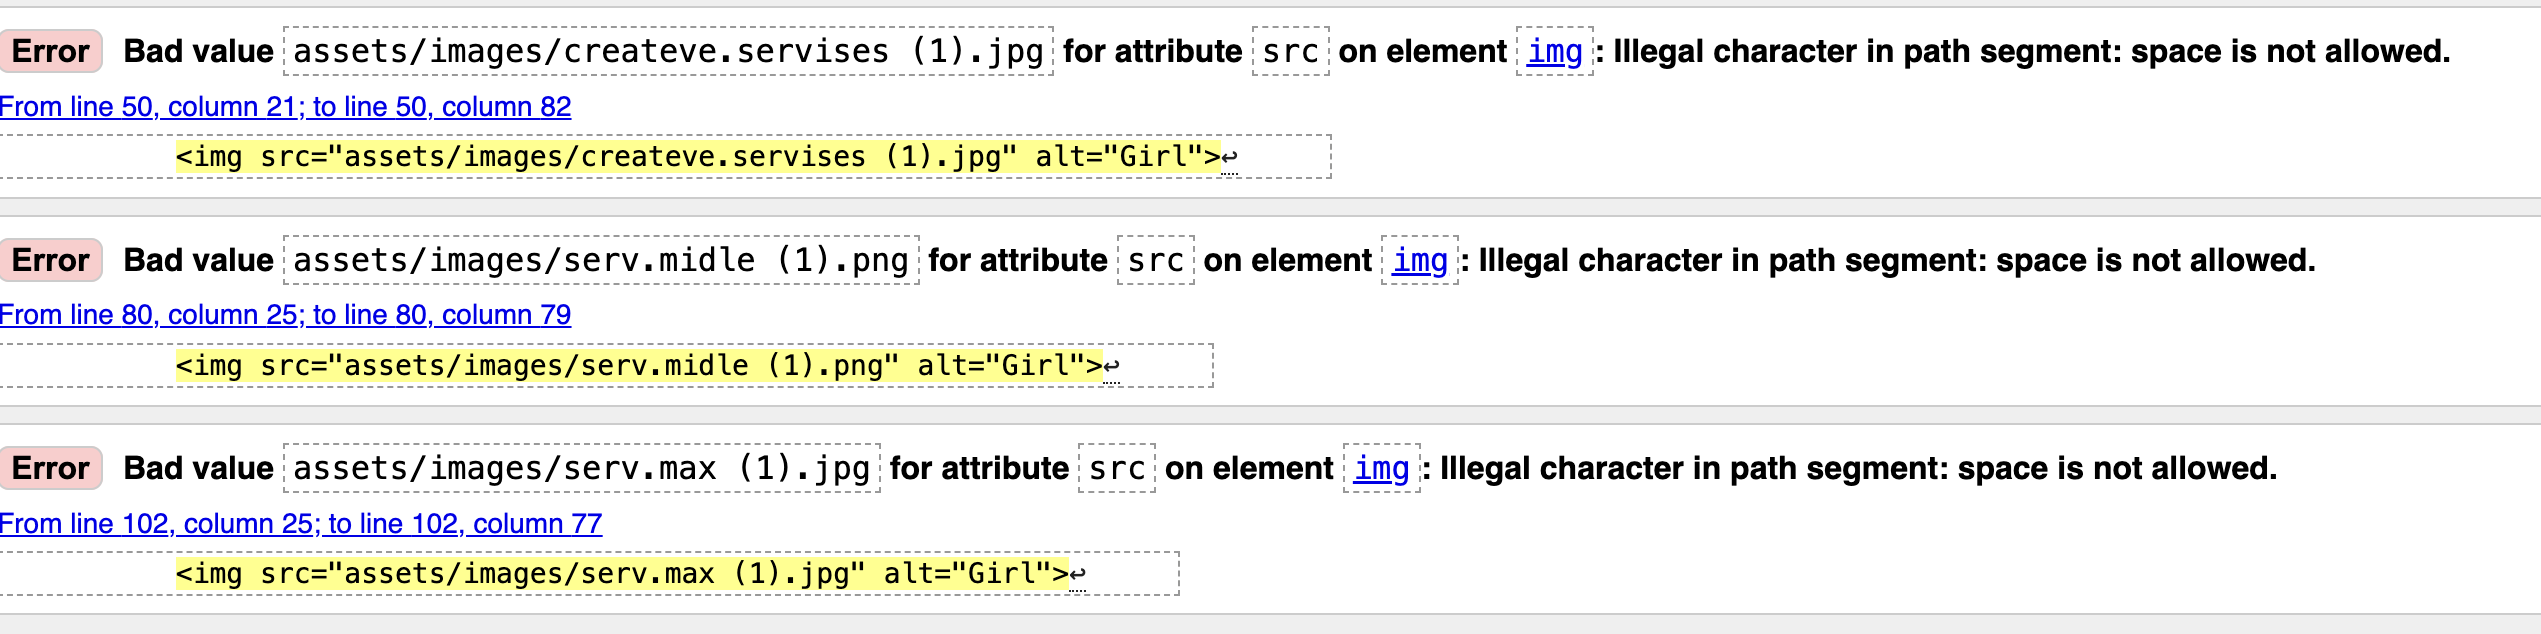 Error Bad value assets/images/createve.servises (1).jpg for attribute src on element img: Illegal character in path segment: space is not allowed.
From line 50, column 21; to line 50, column 82
<img src="assets/images/createve.servises (1).jpg" alt="Girl">↩
Error Bad value assets/images/serv.midle (1).png for attribute src on element img: Illegal character in path segment: space is not allowed.
From line 80, column 25; to line 80, column 79
<img src="assets/images/serv.midle (1).png" alt="Girl">↩
Error Bad value assets/images/serv.max (1).jpg for attribute src on element img: Illegal character in path segment: space is not allowed.
From line 102, column 25; to line 102, column 77
<img src="assets/images/serv.max (1).jpg" alt="Girl">↩